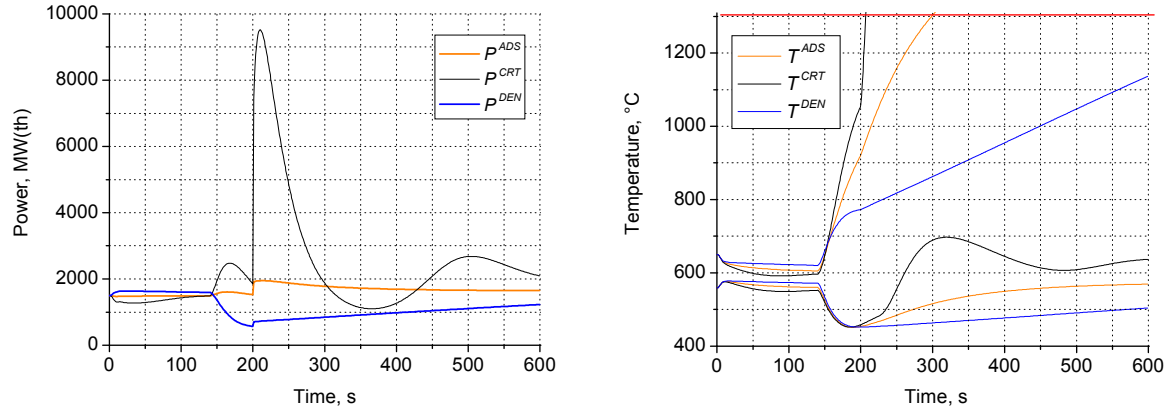 10000
8000
6000
4000
2000
0
Power, MW(th)
0 100 200 300 400 500 600
Time, s
P^ADS
P^CRT
P^DEN
1200
1000
800
600
400
Temperature, °C
0 100 200 300 400 500 600
Time, s
T^ADS
T^CRT
T^DEN